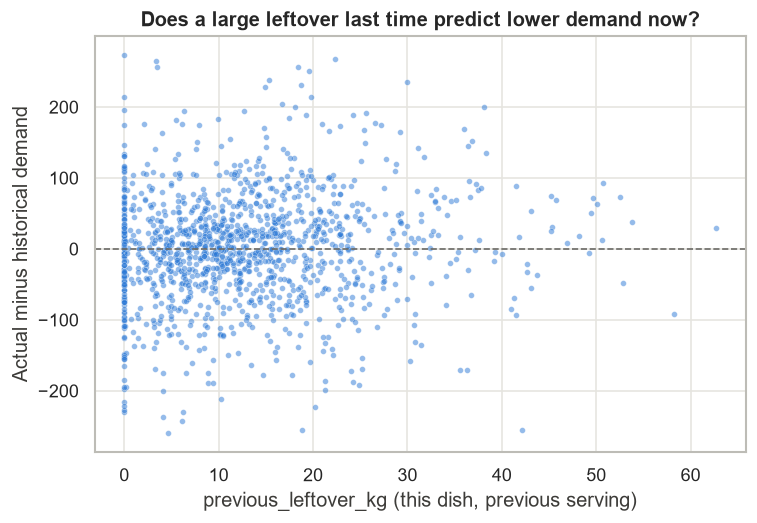 Does a large leftover last time predict lower demand now?
Actual minus historical demand
200
100
0
−100
−200
0 10 20 30 40 50 60
previous_leftover_kg (this dish, previous serving)